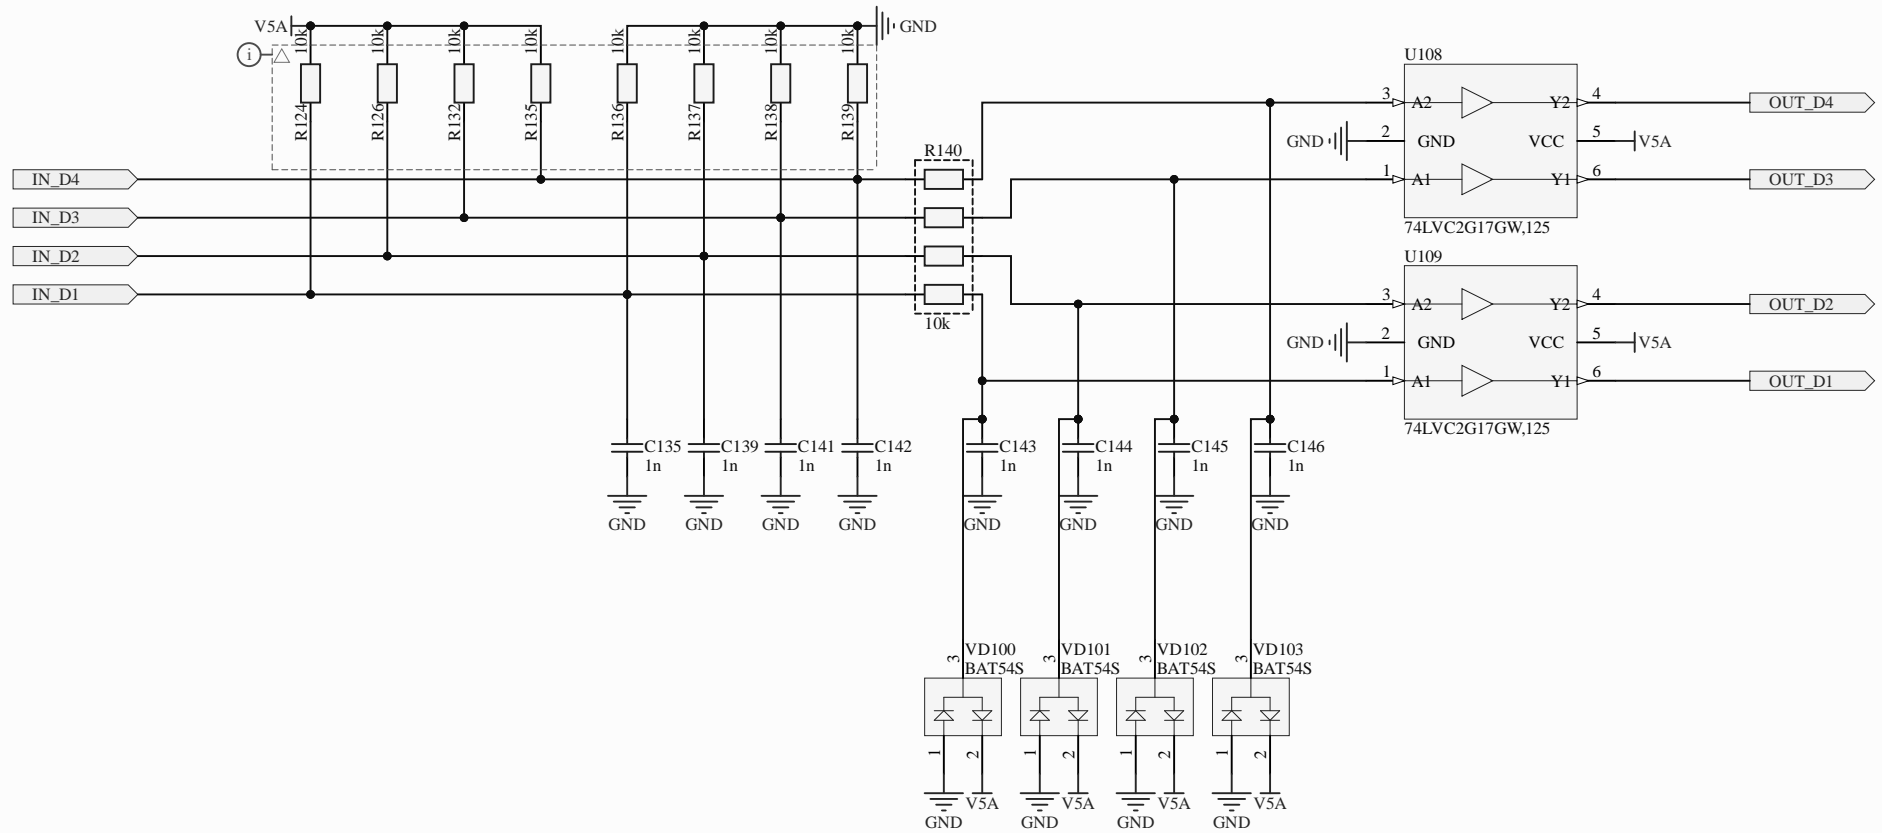 V5A
10k
10k
10k
10k
10k
10k
10k
10k
GND
i
R124
R126
R132
R135
R136
R137
R138
R139
IN_D4
IN_D3
IN_D2
IN_D1
R140
10k
U108
3 A2 Y2 4
GND 2 GND VCC 5 V5A
1 A1 Y1 6
74LVC2G17GW,125
OUT_D4
OUT_D3
U109
3 A2 Y2 4
GND 2 GND VCC 5 V5A
1 A1 Y1 6
74LVC2G17GW,125
OUT_D2
OUT_D1
C135
1n
GND
C139
1n
GND
C141
1n
GND
C142
1n
GND
C143
1n
GND
C144
1n
GND
C145
1n
GND
C146
1n
GND
VD100
BAT54S
3
1 2
GND V5A
VD101
BAT54S
3
1 2
GND V5A
VD102
BAT54S
3
1 2
GND V5A
VD103
BAT54S
3
1 2
GND V5A